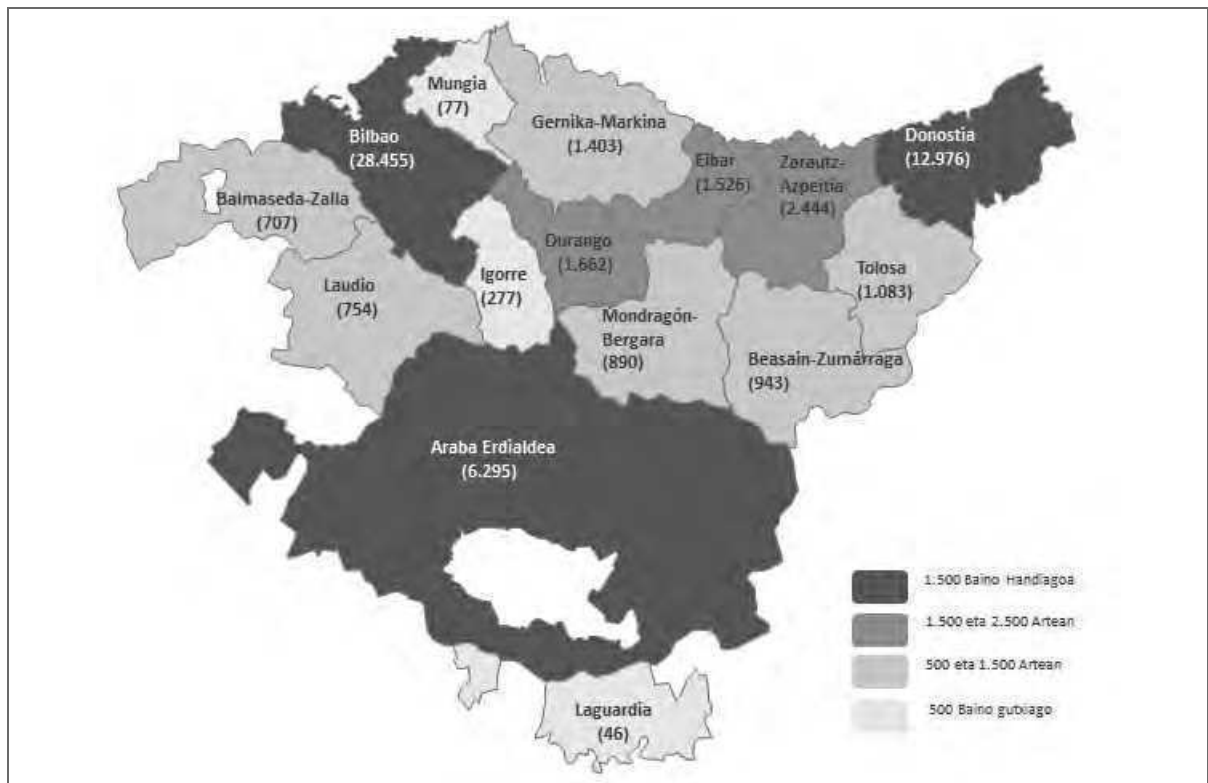 Mungia
(77)
Gernika-Markina
(1.403)
Bilbao
(28.455)
Donostia
(12.976)
Eibar
(1.526)
Zarautz-
Azpeitia
(2.444)
Balmaseda-Zalla
(707)
Durango
(1.662)
Igorre
(277)
Laudio
(754)
Tolosa
(1.083)
Mondragón-
Bergara
(890)
Beasain-Zumárraga
(943)
Araba Erdialdea
(6.295)
Laguardia
(46)
1.500 Baino Handiagoa
1.500 eta 2.500 Artean
500 eta 1.500 Artean
500 Baino gutxiago